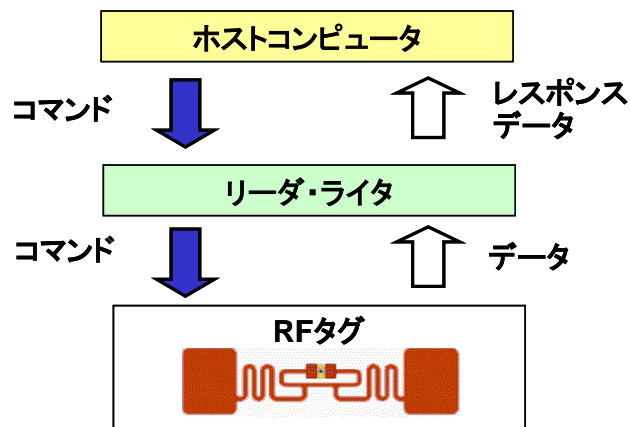 ホストコンピュータ
コマンド
レスポンス
データ
リーダ・ライタ
コマンド
データ
RFタグ